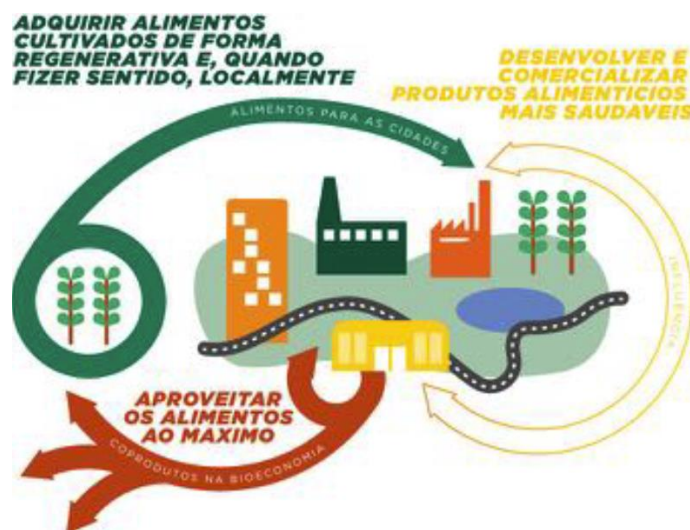 ADQUIRIR ALIMENTOS
CULTIVADOS DE FORMA
REGENERATIVA E, QUANDO
FIZER SENTIDO, LOCALMENTE
DESENVOLVER E
COMERCIALIZAR
PRODUTOS ALIMENTICIOS
MAIS SAUDAVEIS
ALIMENTOS PARA AS CIDADES
INFLUÊNCIA
APROVEITAR
OS ALIMENTOS
AO MAXIMO
COPRODUTOS NA BIOECONOMIA